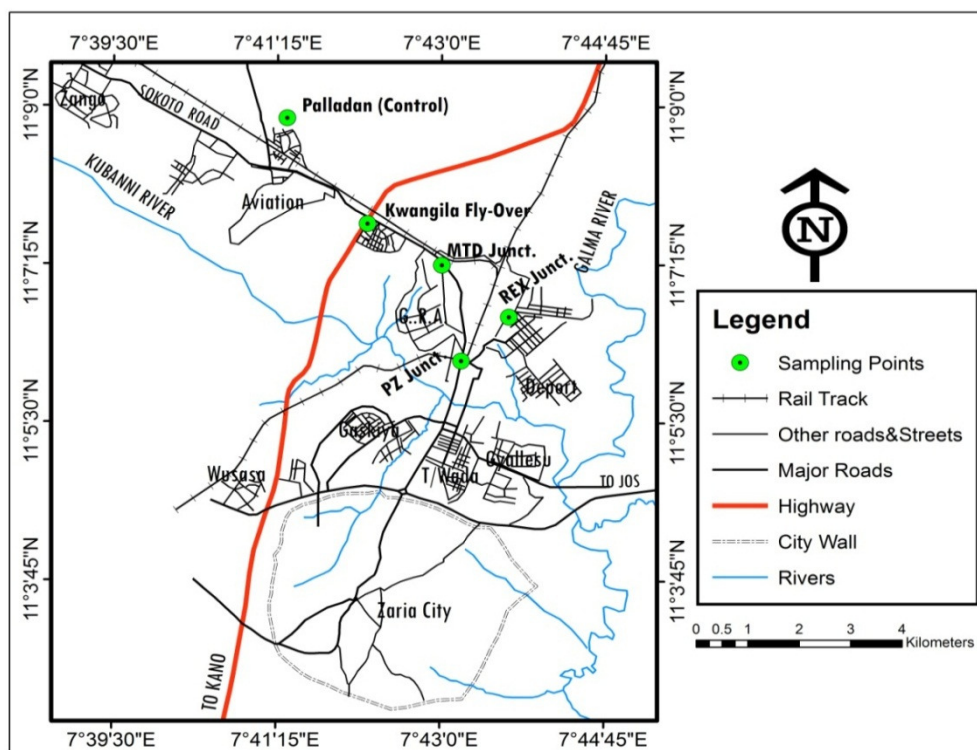 7°39'30"E 7°41'15"E 7°43'0"E 7°44'45"E
11°9'0"N
11°7'15"N
11°5'30"N
11°3'45"N
Zango
SOKOTO ROAD
Palladan (Control)
KUBANNI RIVER
Aviation
Kwangila Fly-Over
MTD Junct.
REX Junct.
GALMA RIVER
G..R.A
PZ Junct.
Depot
Gaskiya
Wusasa
T/Wada
Gyallesu
TO JOS
Zaria City
TO KANO
11°9'0"N
11°7'15"N
11°5'30"N
11°3'45"N
7°39'30"E 7°41'15"E 7°43'0"E 7°44'45"E
N
Legend
Sampling Points
Rail Track
Other roads&Streets
Major Roads
Highway
City Wall
Rivers
0 0.5 1 2 3 4
Kilometers